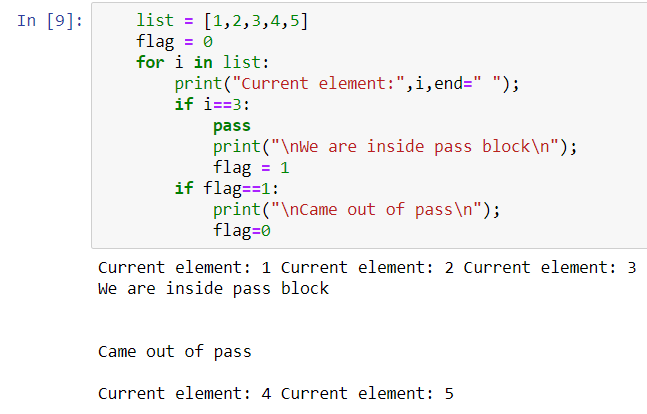 In [9]:
list = [1,2,3,4,5]
flag = 0
for i in list:
print("Current element:",i,end=" ");
if i==3:
pass
print("\nWe are inside pass block\n");
flag = 1
if flag==1:
print("\nCame out of pass\n");
flag=0
Current element: 1 Current element: 2 Current element: 3
We are inside pass block
Came out of pass
Current element: 4 Current element: 5